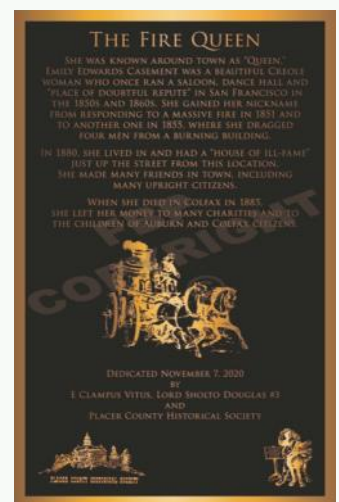 THE FIRE QUEEN
SHE WAS KNOWN AROUND TOWN AS "QUEEN."
EMILY EDWARDS CASEMENT WAS A BEAUTIFUL CREOLE
WOMAN WHO ONCE RAN A SALOON, DANCE HALL AND
"PLACE OF DOUBTFUL REPUTE" IN SAN FRANCISCO IN
THE 1850S AND 1860S. SHE GAINED HER NICKNAME
FROM RESPONDING TO A MASSIVE FIRE IN 1851 AND
TO ANOTHER ONE IN 1855, WHERE SHE DRAGGED
FOUR MEN FROM A BURNING BUILDING.
IN 1880, SHE LIVED IN AND HAD A "HOUSE OF ILL-FAME"
JUST UP THE STREET FROM THIS LOCATION.
SHE MADE MANY FRIENDS IN TOWN, INCLUDING
MANY UPRIGHT CITIZENS.
WHEN SHE DIED IN COLFAX IN 1885,
SHE LEFT HER MONEY TO MANY CHARITIES AND TO
THE CHILDREN OF AUBURN AND COLFAX CITIZENS.
COPYRIGHT
DEDICATED NOVEMBER 7, 2020
BY
E CLAMPUS VITUS, LORD SHOLTO DOUGLAS #3
AND
PLACER COUNTY HISTORICAL SOCIETY
PLACER COUNTY HISTORICAL SOCIETY